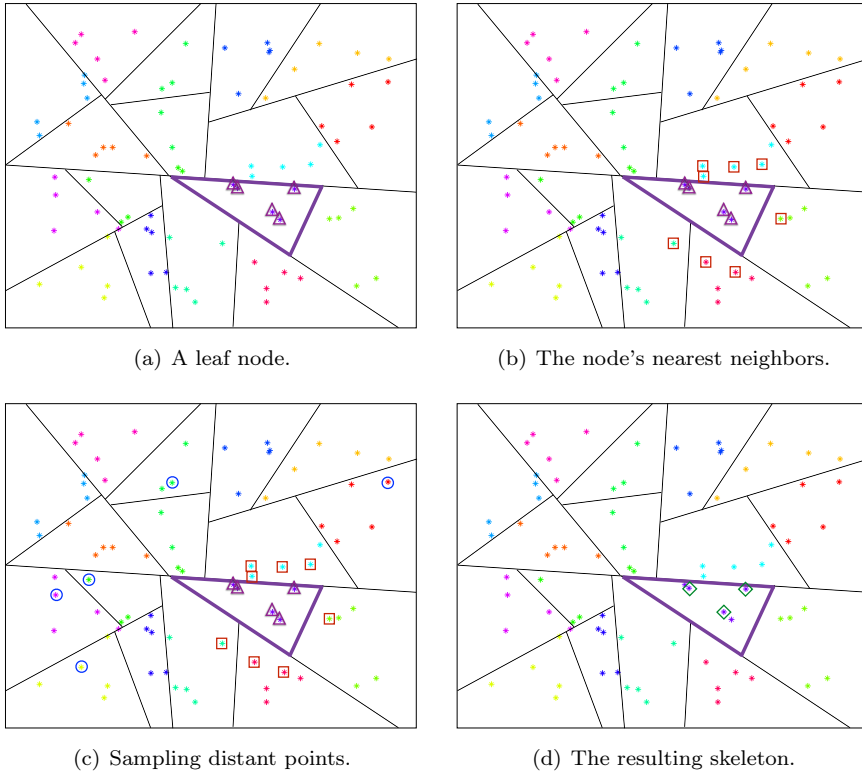 (a) A leaf node.
(b) The node's nearest neighbors.
(c) Sampling distant points.
(d) The resulting skeleton.